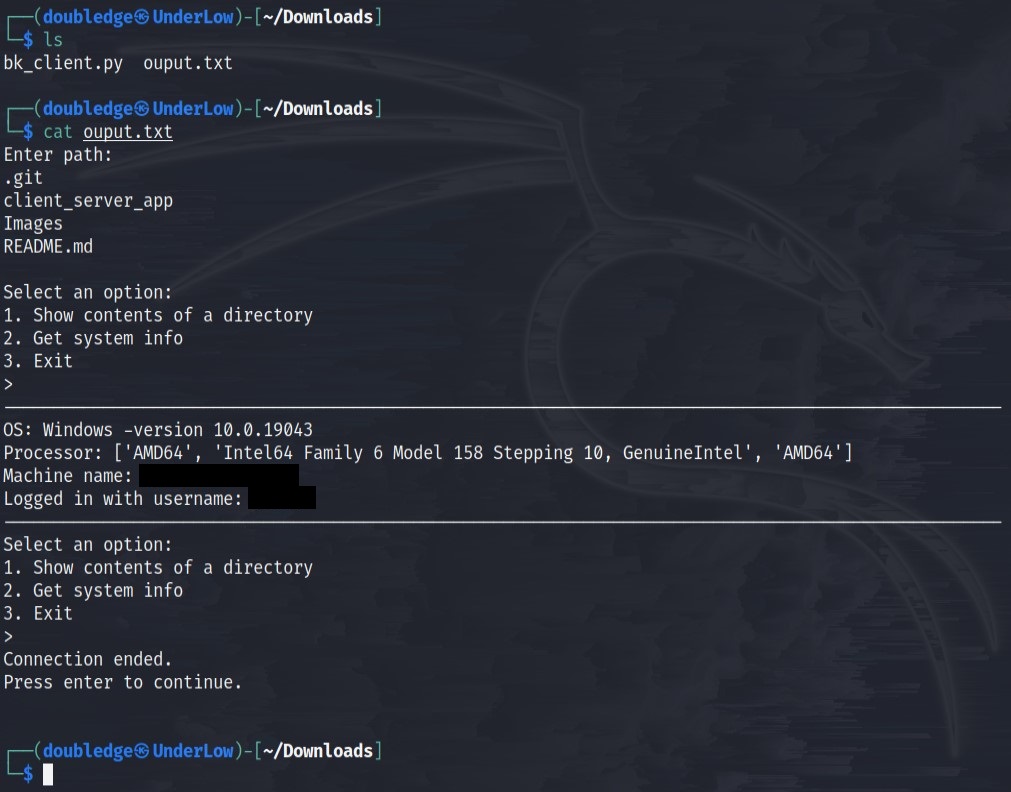 (doubledge㉿UnderLow)-[~/Downloads]
$ ls
bk_client.py  ouput.txt
(doubledge㉿UnderLow)-[~/Downloads]
$ cat ouput.txt
Enter path:
.git
client_server_app
Images
README.md
Select an option:
1. Show contents of a directory
2. Get system info
3. Exit
>
OS: Windows -version 10.0.19043
Processor: ['AMD64', 'Intel64 Family 6 Model 158 Stepping 10, GenuineIntel', 'AMD64']
Machine name:
Logged in with username:
Select an option:
1. Show contents of a directory
2. Get system info
3. Exit
>
Connection ended.
Press enter to continue.
(doubledge㉿UnderLow)-[~/Downloads]
$